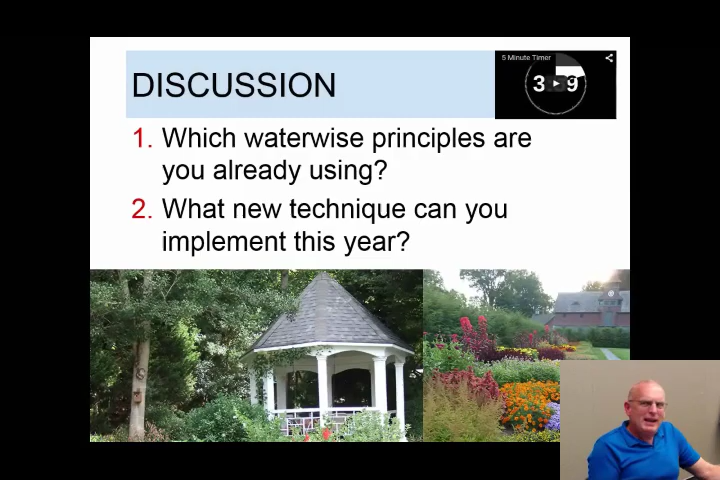 DISCUSSION
5 Minute Timer
1. Which waterwise principles are
you already using?
2. What new technique can you
implement this year?